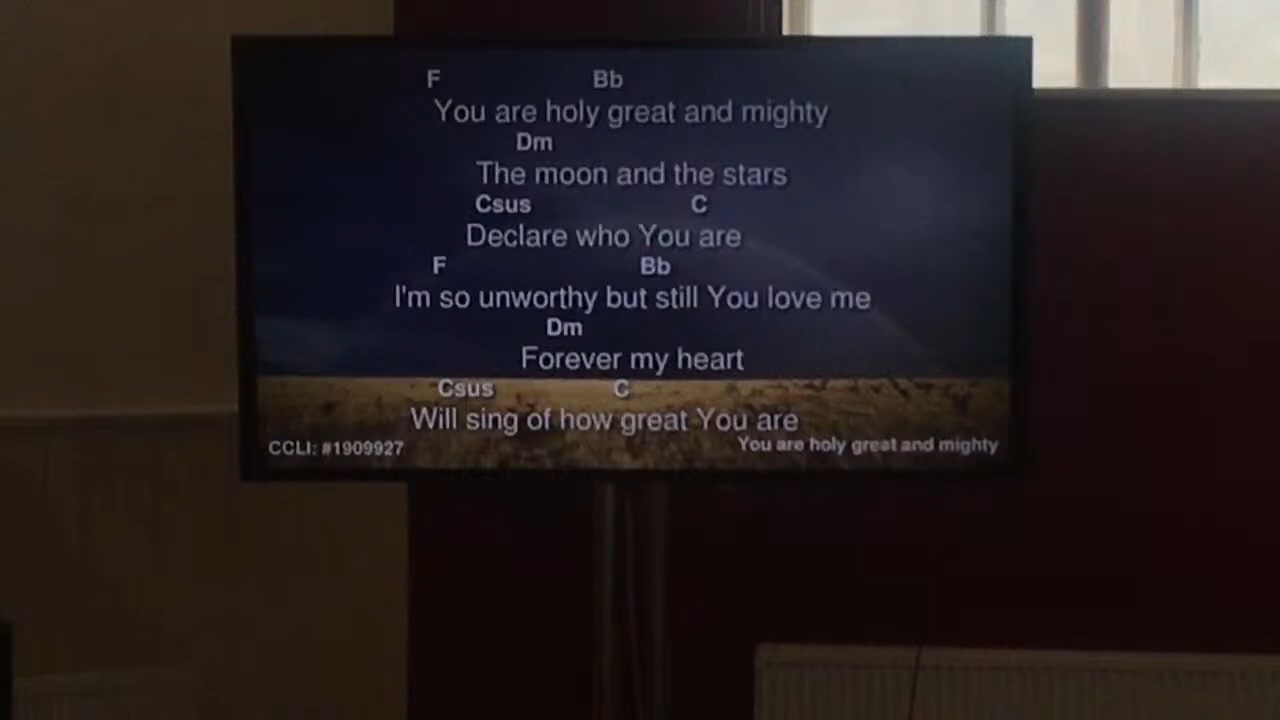 F Bb
You are holy great and mighty
Dm
The moon and the stars
Csus C
Declare who You are
F Bb
I'm so unworthy but still You love me
Dm
Forever my heart
Csus C
Will sing of how great You are
CCLI: #1909927 You are holy great and mighty